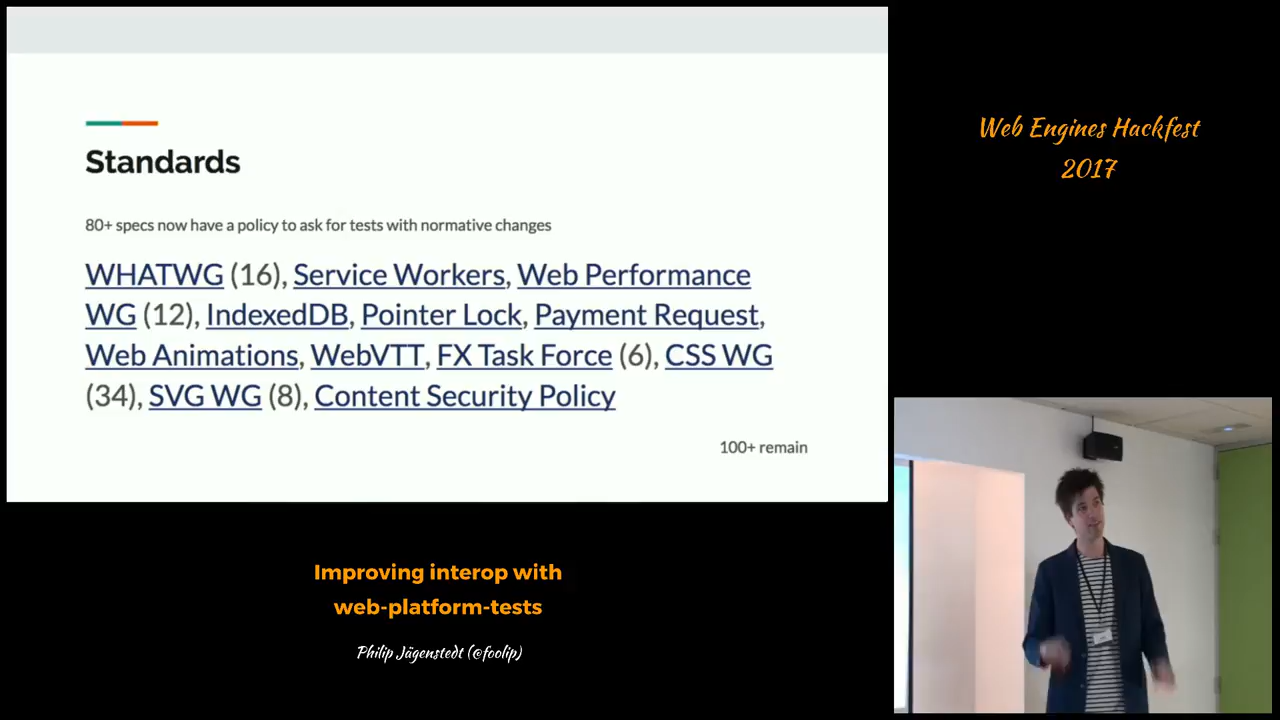 Standards
80+ specs now have a policy to ask for tests with normative changes
WHATWG (16), Service Workers, Web Performance
WG (12), IndexedDB, Pointer Lock, Payment Request,
Web Animations, WebVTT, FX Task Force (6), CSS WG
(34), SVG WG (8), Content Security Policy
100+ remain
Web Engines Hackfest
2017
Improving interop with
web-platform-tests
Philip Jägenstedt (@foolip)